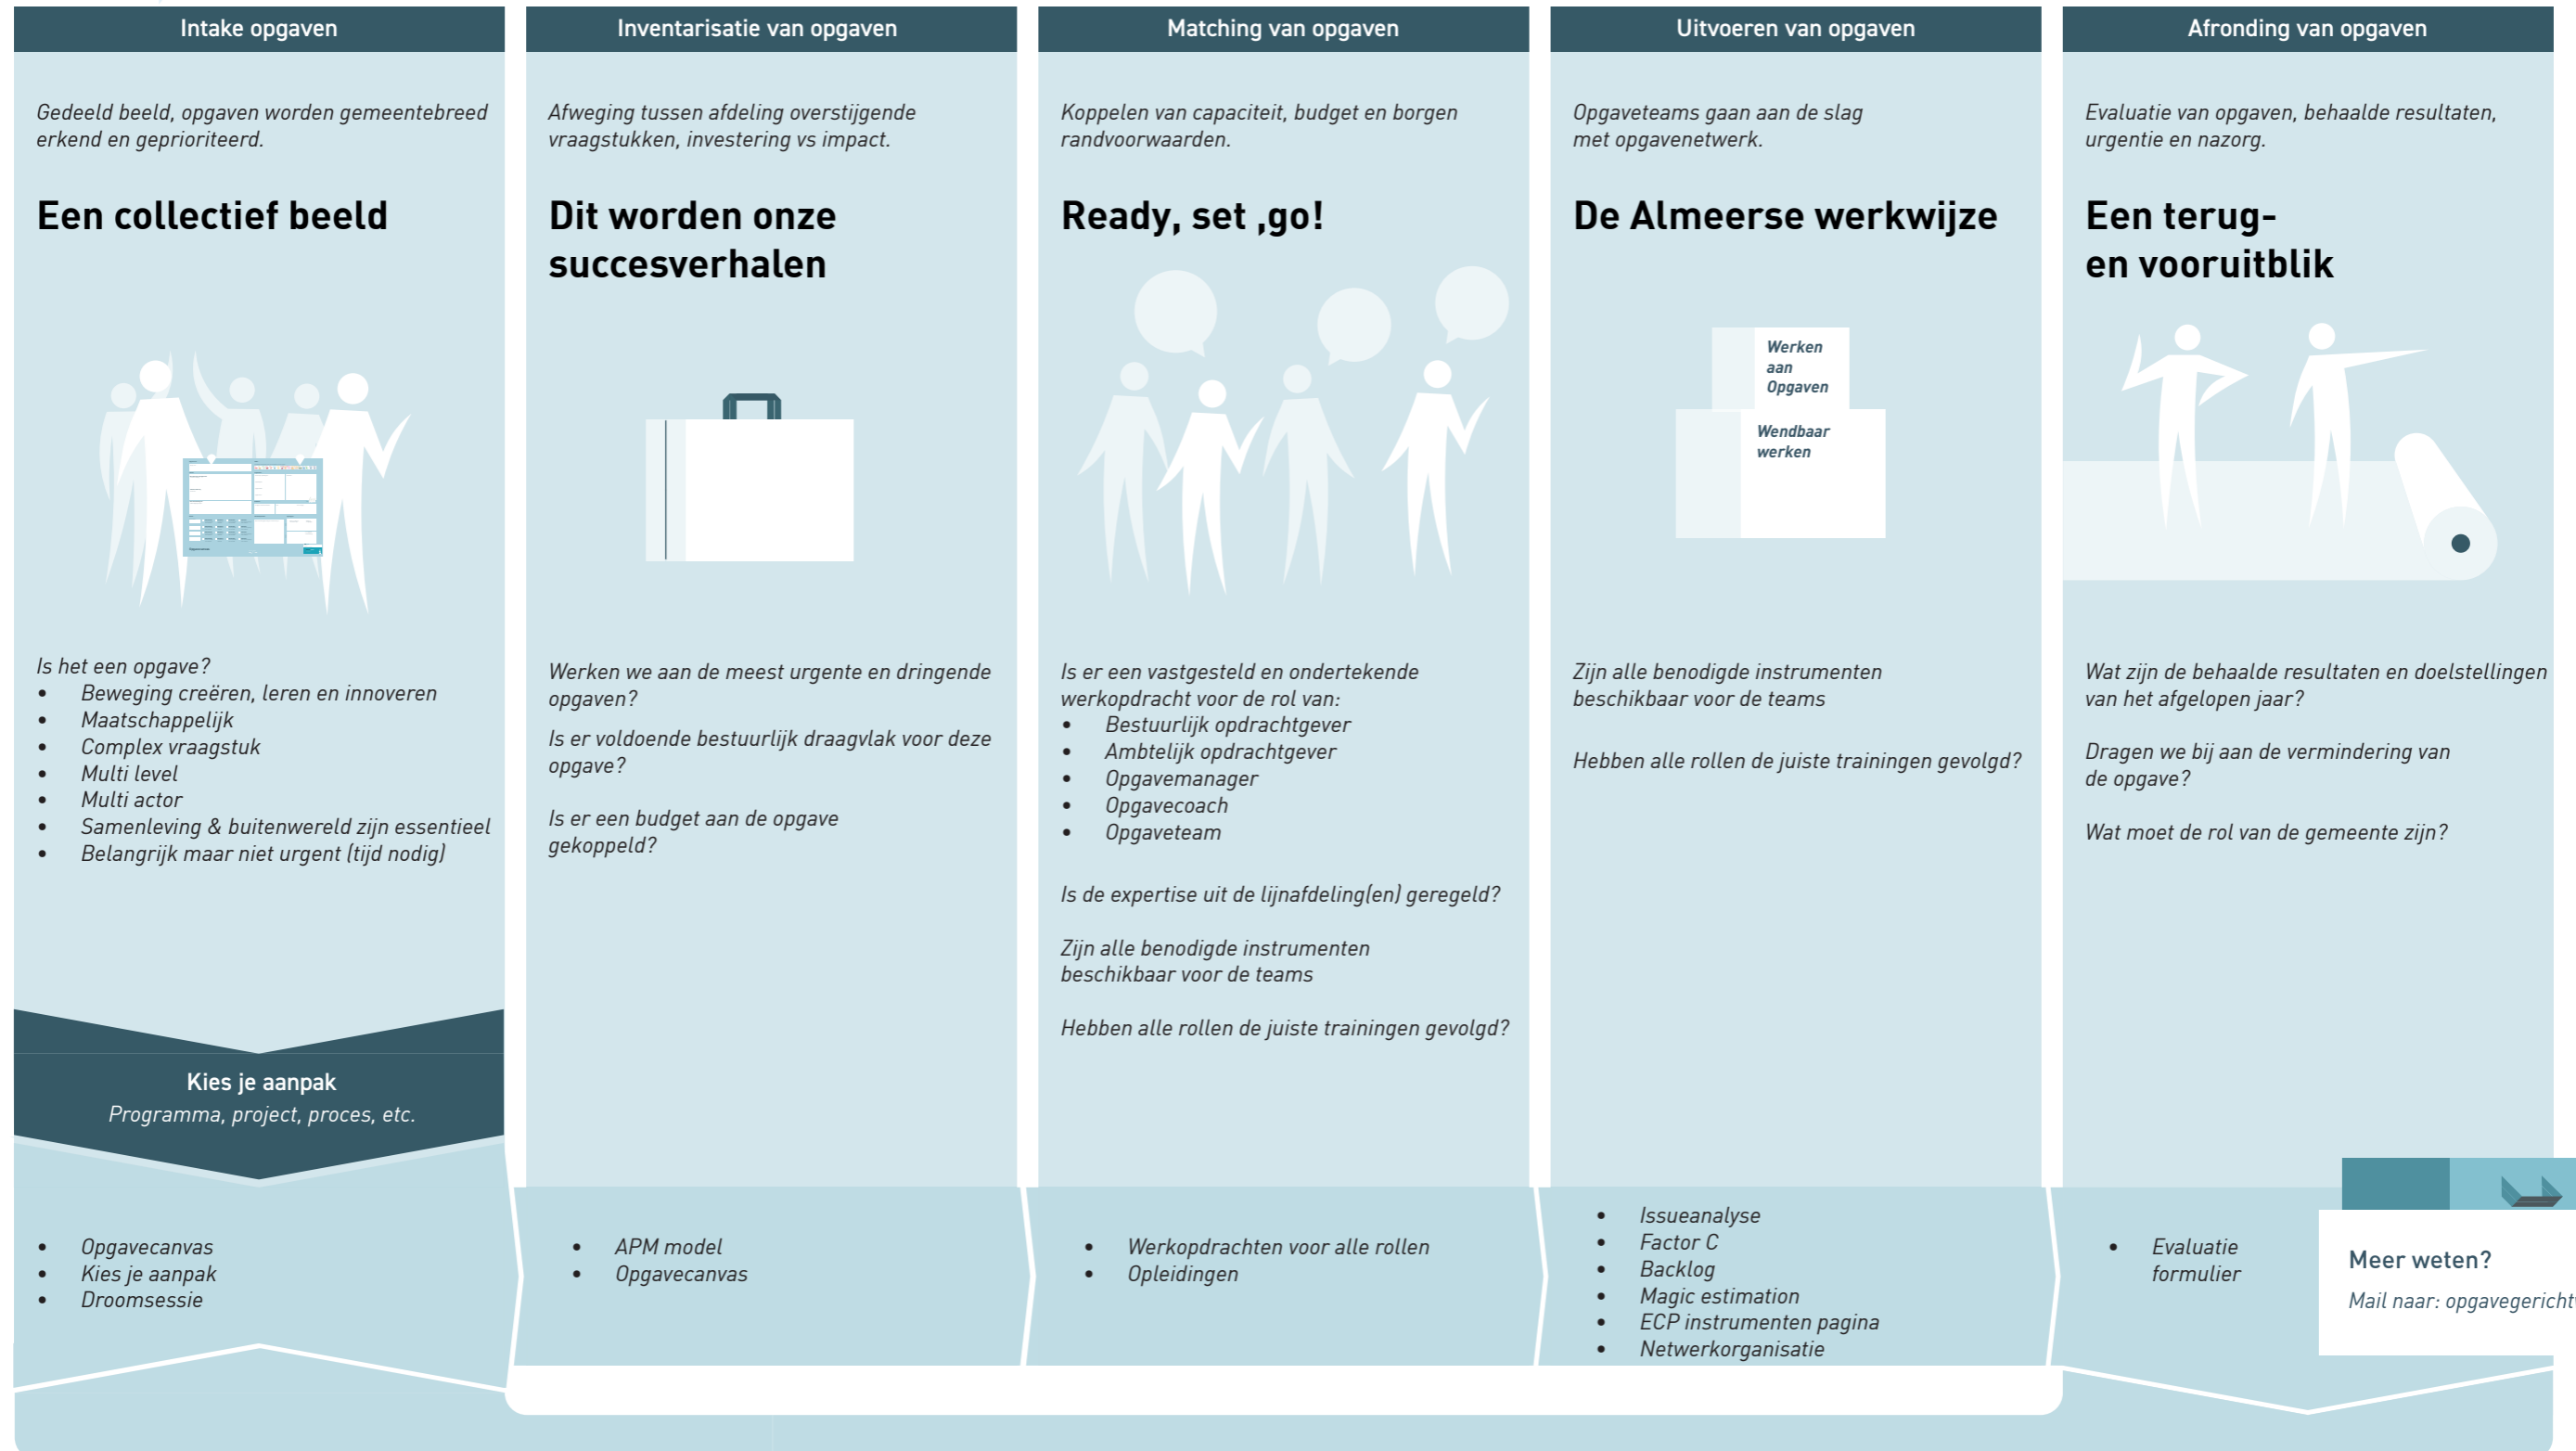 Intake opgaven
Gedeeld beeld, opgaven worden gemeentebreed
erkend en geprioriteerd.
Een collectief beeld
Is het een opgave?
• Beweging creëren, leren en innoveren
• Maatschappelijk
• Complex vraagstuk
• Multi level
• Multi actor
• Samenleving & buitenwereld zijn essentieel
• Belangrijk maar niet urgent (tijd nodig)
Kies je aanpak
Programma, project, proces, etc.
• Opgavecanvas
• Kies je aanpak
• Droomsessie
Inventarisatie van opgaven
Afweging tussen afdeling overstijgende
vraagstukken, investering vs impact.
Dit worden onze
succesverhalen
Werken we aan de meest urgente en dringende
opgaven?
Is er voldoende bestuurlijk draagvlak voor deze
opgave?
Is er een budget aan de opgave
gekoppeld?
• APM model
• Opgavecanvas
Matching van opgaven
Koppelen van capaciteit, budget en borgen
randvoorwaarden.
Ready, set ,go!
Is er een vastgesteld en ondertekende
werkopdracht voor de rol van:
• Bestuurlijk opdrachtgever
• Ambtelijk opdrachtgever
• Opgavemanager
• Opgavecoach
• Opgaveteam
Is de expertise uit de lijnafdeling(en) geregeld?
Zijn alle benodigde instrumenten
beschikbaar voor de teams
Hebben alle rollen de juiste trainingen gevolgd?
• Werkopdrachten voor alle rollen
• Opleidingen
Uitvoeren van opgaven
Opgaveteams gaan aan de slag
met opgavenetwerk.
De Almeerse werkwijze
Werken
aan
Opgaven
Wendbaar
werken
Zijn alle benodigde instrumenten
beschikbaar voor de teams
Hebben alle rollen de juiste trainingen gevolgd?
• Issueanalyse
• Factor C
• Backlog
• Magic estimation
• ECP instrumenten pagina
• Netwerkorganisatie
Afronding van opgaven
Evaluatie van opgaven, behaalde resultaten,
urgentie en nazorg.
Een terug-
en vooruitblik
Wat zijn de behaalde resultaten en doelstellingen
van het afgelopen jaar?
Dragen we bij aan de vermindering van
de opgave?
Wat moet de rol van de gemeente zijn?
• Evaluatie
formulier
Meer weten?
Mail naar: opgavegericht